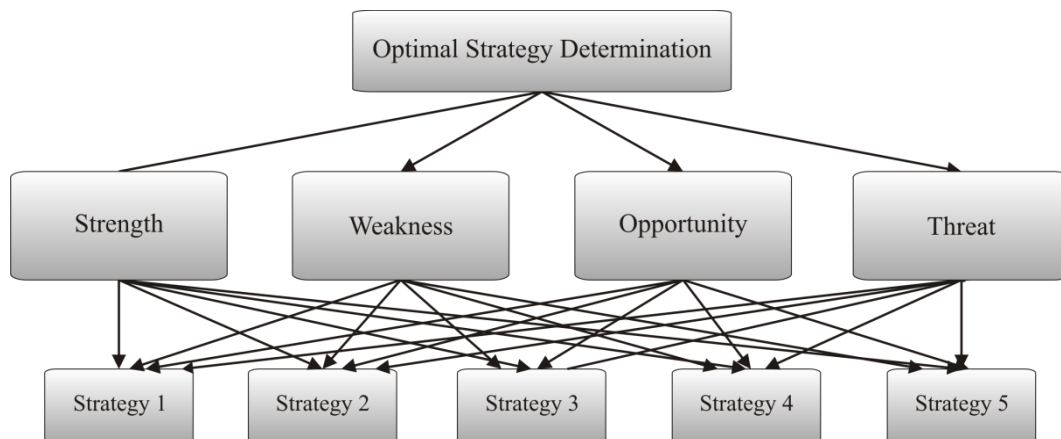 Optimal Strategy Determination
Strength
Weakness
Opportunity
Threat
Strategy 1
Strategy 2
Strategy 3
Strategy 4
Strategy 5